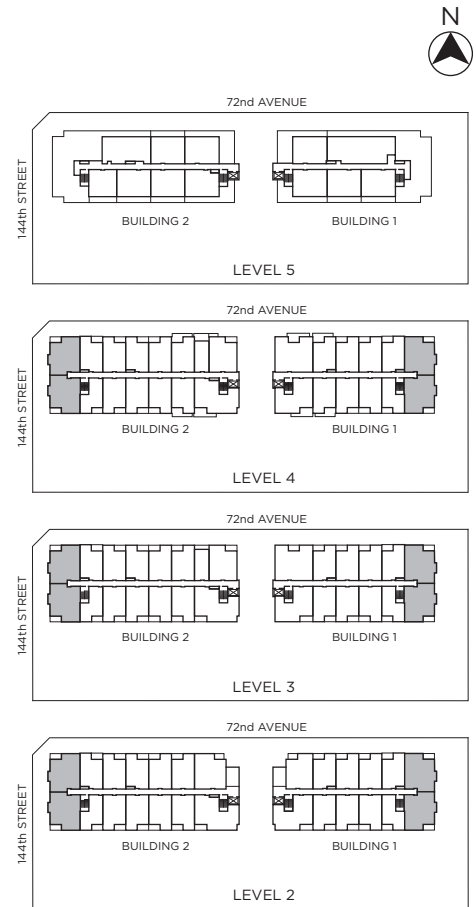 N
72nd AVENUE
144th STREET
BUILDING 2
BUILDING 1
LEVEL 5
72nd AVENUE
144th STREET
BUILDING 2
BUILDING 1
LEVEL 4
72nd AVENUE
144th STREET
BUILDING 2
BUILDING 1
LEVEL 3
72nd AVENUE
144th STREET
BUILDING 2
BUILDING 1
LEVEL 2